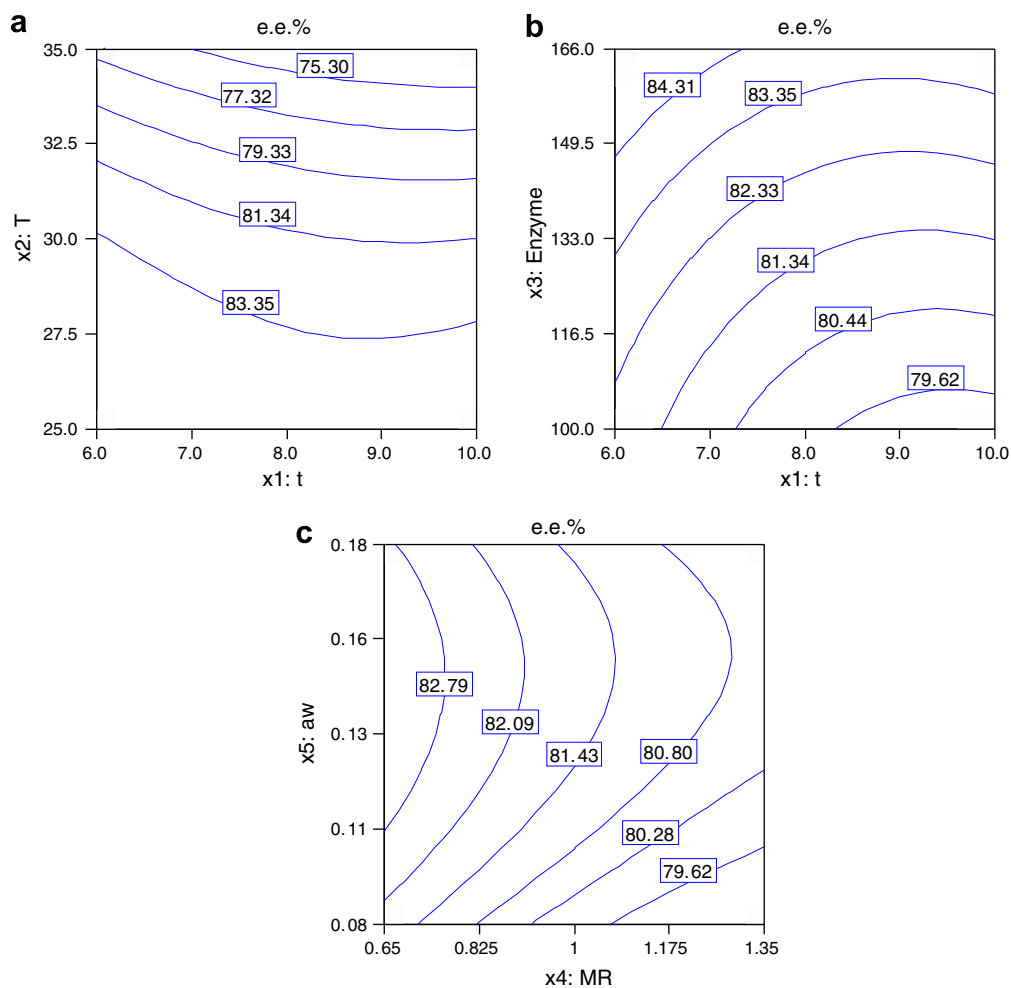 a
e.e.%
35.0
32.5
30.0
27.5
25.0
x2: T
75.30
77.32
79.33
81.34
83.35
6.0 7.0 8.0 9.0 10.0
x1: t
b
e.e.%
166.0
149.5
133.0
116.5
100.0
x3: Enzyme
84.31
83.35
82.33
81.34
80.44
79.62
6.0 7.0 8.0 9.0 10.0
x1: t
c
e.e.%
0.18
0.16
0.13
0.11
0.08
x5: aw
82.79
82.09
81.43
80.80
80.28
79.62
0.65 0.825 1 1.175 1.35
x4: MR